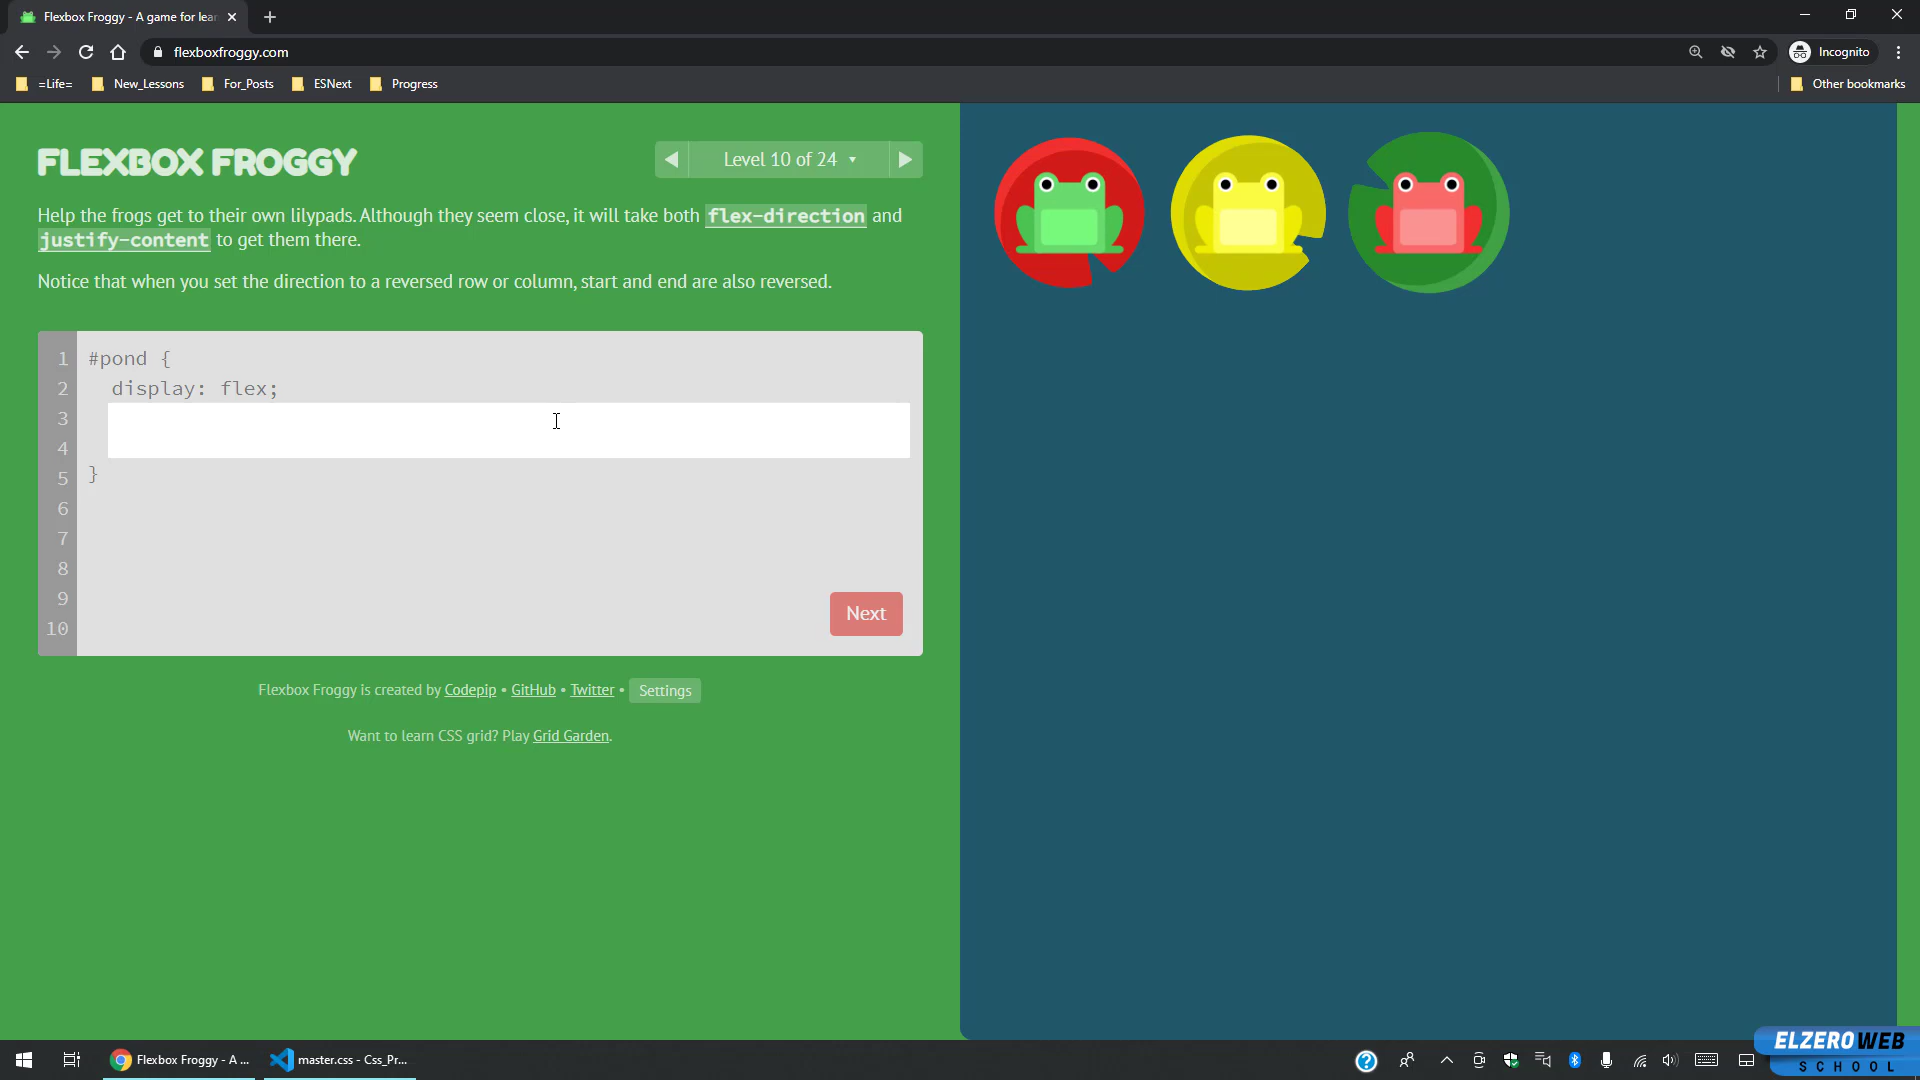 Flexbox Froggy - A game for lear
flexboxfroggy.com
Incognito
=Life=
New_Lessons
For_Posts
ESNext
Progress
Other bookmarks
FLEXBOX FROGGY
Level 10 of 24
Help the frogs get to their own lilypads. Although they seem close, it will take both flex-direction and
justify-content to get them there.
Notice that when you set the direction to a reversed row or column, start and end are also reversed.
1 #pond {
2 display: flex;
3
4
5 }
6
7
8
9
10
Next
Flexbox Froggy is created by Codepip • GitHub • Twitter • Settings
Want to learn CSS grid? Play Grid Garden.
Flexbox Froggy - A ...
master.css - Css_Pr...
ELZEROWEB
SCHOOL